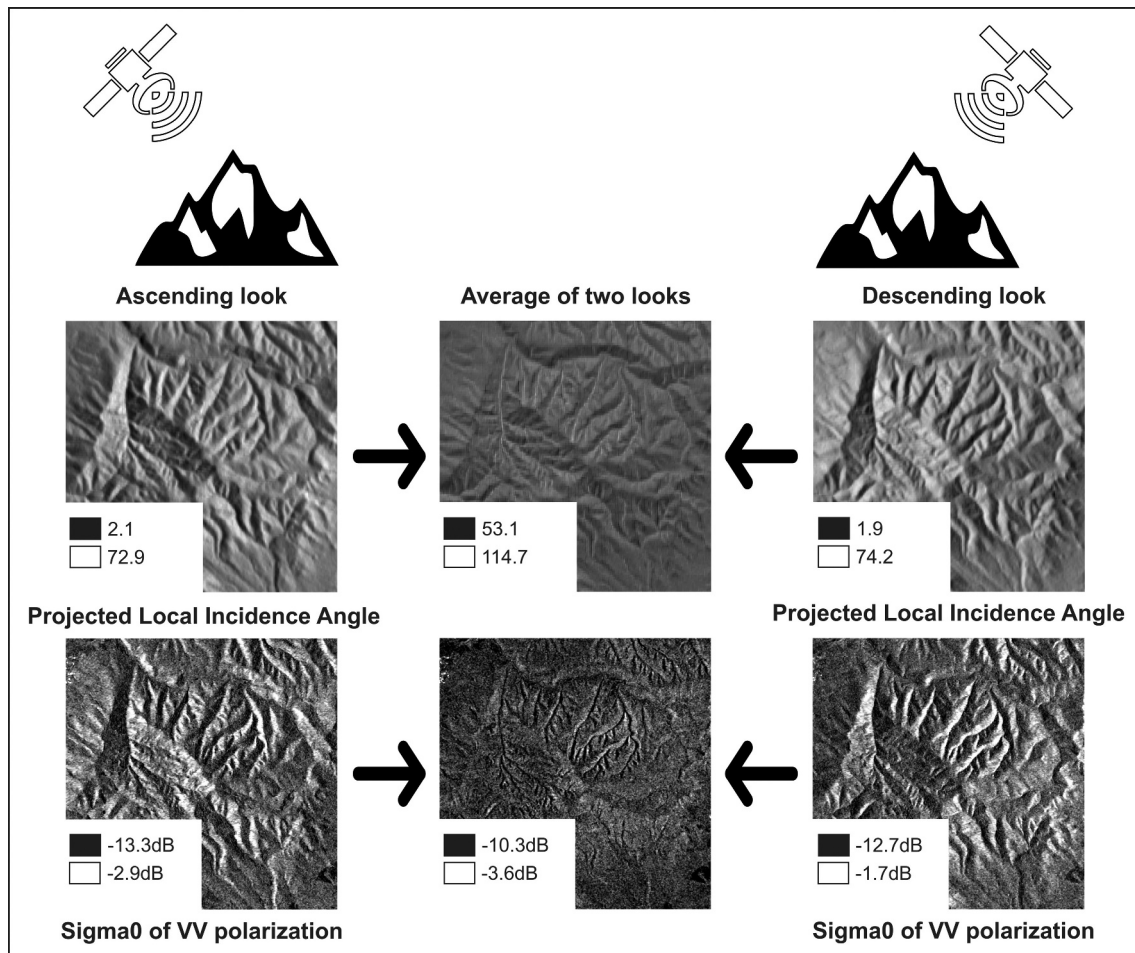 Ascending look
Average of two looks
Descending look
2.1
72.9
53.1
114.7
1.9
74.2
Projected Local Incidence Angle
Projected Local Incidence Angle
-13.3dB
-2.9dB
-10.3dB
-3.6dB
-12.7dB
-1.7dB
Sigma0 of VV polarization
Sigma0 of VV polarization